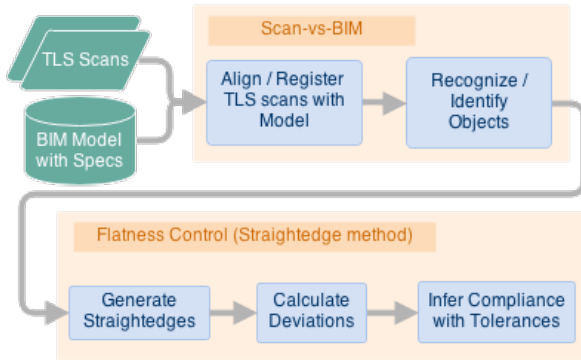 Scan-vs-BIM
TLS Scans
BIM Model
with Specs
Align / Register
TLS scans with
Model
Recognize /
Identify
Objects
Flatness Control (Straightedge method)
Generate
Straightedges
Calculate
Deviations
Infer Compliance
with Tolerances